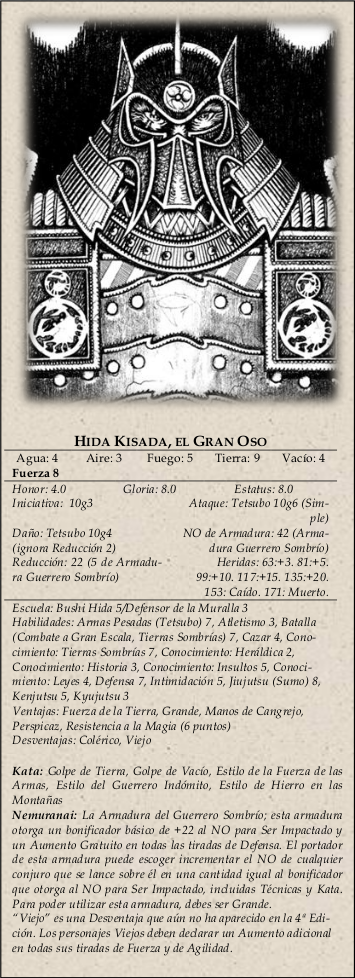 HIDA KISADA, EL GRAN OSO
Agua: 4 Aire: 3 Fuego: 5 Tierra: 9 Vacío: 4
Fuerza 8
Honor: 4.0 Gloria: 8.0 Estatus: 8.0
Iniciativa: 10g3 Ataque: Tetsubo 10g6 (Sim-
ple)
Daño: Tetsubo 10g4 NO de Armadura: 42 (Arma-
(ignora Reducción 2) dura Guerrero Sombrío)
Reducción: 22 (5 de Armadu- Heridas: 63:+3. 81:+5.
ra Guerrero Sombrío) 99:+10. 117:+15. 135:+20.
153: Caído. 171: Muerto.
Escuela: Bushi Hida 5/Defensor de la Muralla 3
Habilidades: Armas Pesadas (Tetsubo) 7, Atletismo 3, Batalla
(Combate a Gran Escala, Tierras Sombrías) 7, Cazar 4, Cono-
cimiento: Tierras Sombrías 7, Conocimiento: Heráldica 2,
Conocimiento: Historia 3, Conocimiento: Insultos 5, Conoci-
miento: Leyes 4, Defensa 7, Intimidación 5, Jiujutsu (Sumo) 8,
Kenjutsu 5, Kyujutsu 3
Ventajas: Fuerza de la Tierra, Grande, Manos de Cangrejo,
Perspicaz, Resistencia a la Magia (6 puntos)
Desventajas: Colérico, Viejo
Kata: Golpe de Tierra, Golpe de Vacío, Estilo de la Fuerza de las
Armas, Estilo del Guerrero Indómito, Estilo de Hierro en las
Montañas
Nemuranai: La Armadura del Guerrero Sombrío; esta armadura
otorga un bonificador básico de +22 al NO para Ser Impactado y
un Aumento Gratuito en todas las tiradas de Defensa. El portador
de esta armadura puede escoger incrementar el NO de cualquier
conjuro que se lance sobre él en una cantidad igual al bonificador
que otorga al NO para Ser Impactado, incluidas Técnicas y Kata.
Para poder utilizar esta armadura, debes ser Grande.
"Viejo" es una Desventaja que aún no ha aparecido en la 4ª Edi-
ción. Los personajes Viejos deben declarar un Aumento adicional
en todas sus tiradas de Fuerza y de Agilidad.